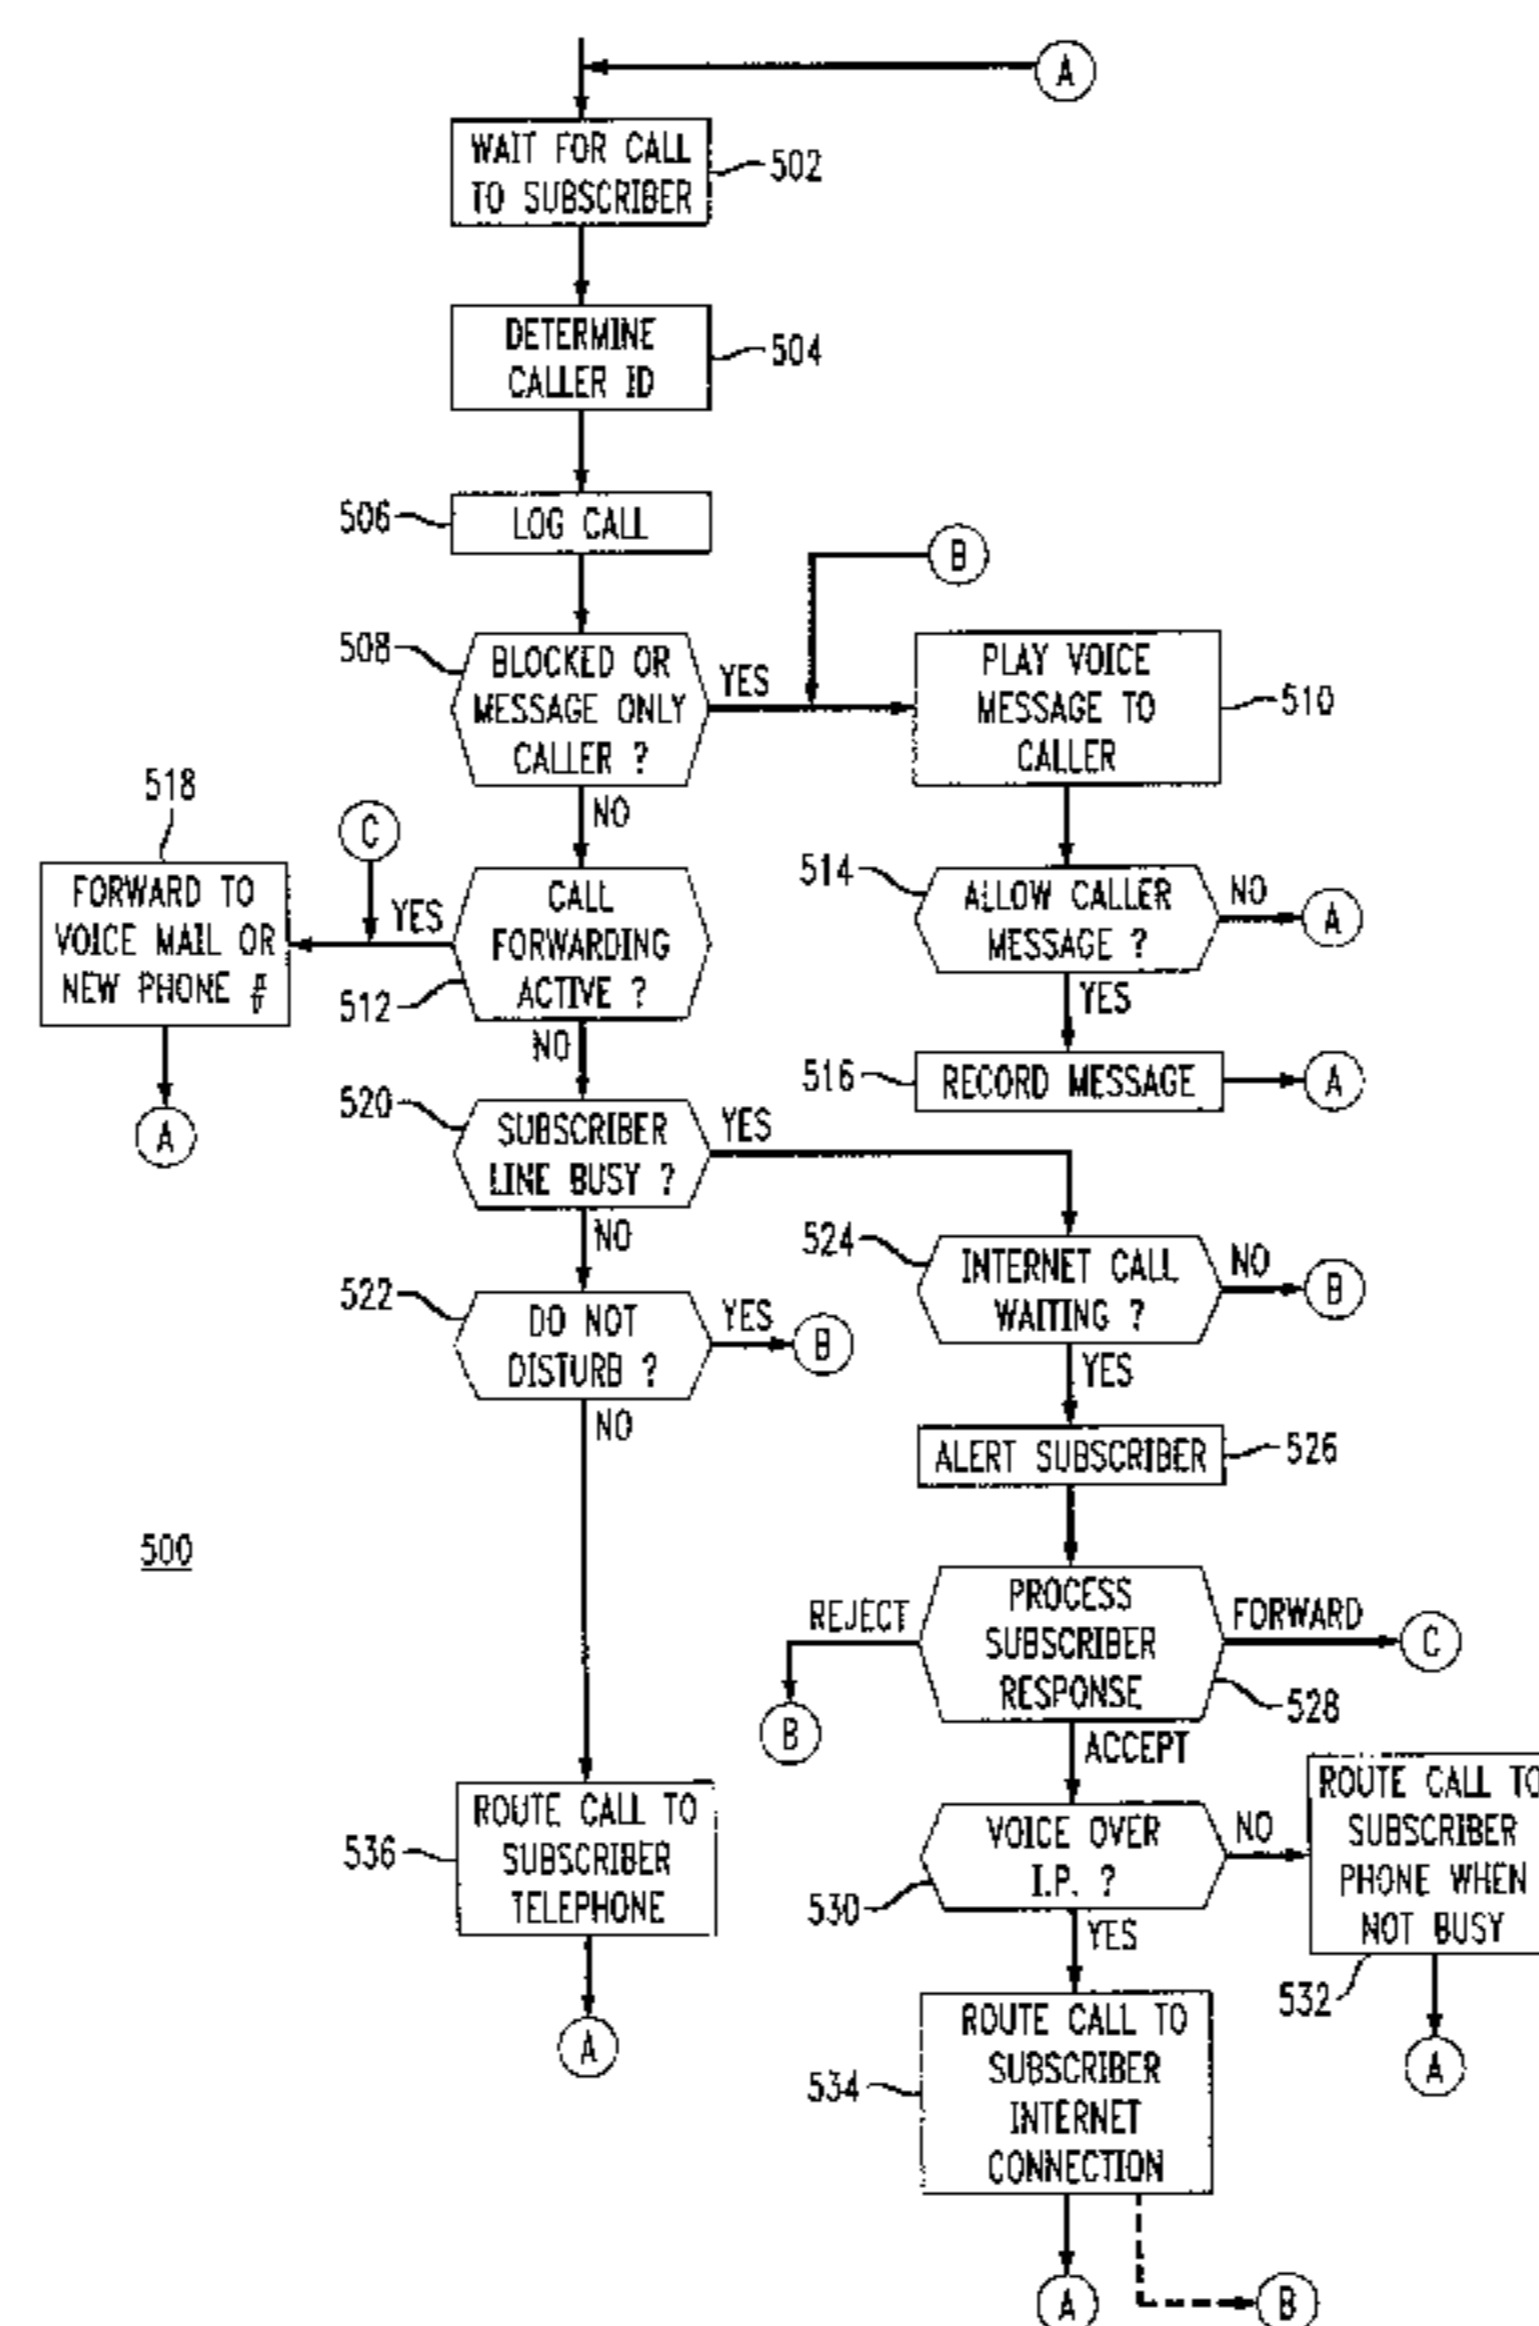 A
WAIT FOR CALL
TO SUBSCRIBER
502
DETERMINE
CALLER ID
504
506
LOG CALL
B
508
BLOCKED OR
MESSAGE ONLY
CALLER ?
YES
PLAY VOICE
MESSAGE TO
CALLER
510
NO
518
C
FORWARD TO
VOICE MAIL OR
NEW PHONE #
YES
CALL
FORWARDING
ACTIVE ?
512
514
ALLOW CALLER
MESSAGE ?
NO
A
YES
NO
516
RECORD MESSAGE
A
A
520
SUBSCRIBER
LINE BUSY ?
YES
NO
524
INTERNET CALL
WAITING ?
NO
B
522
DO NOT
DISTURB ?
YES
B
YES
NO
ALERT SUBSCRIBER
526
500
REJECT
PROCESS
SUBSCRIBER
RESPONSE
FORWARD
C
528
B
ACCEPT
536
ROUTE CALL TO
SUBSCRIBER
TELEPHONE
VOICE OVER
I.P. ?
530
NO
ROUTE CALL TO
SUBSCRIBER
PHONE WHEN
NOT BUSY
532
YES
A
534
ROUTE CALL TO
SUBSCRIBER
INTERNET
CONNECTION
A
A
B